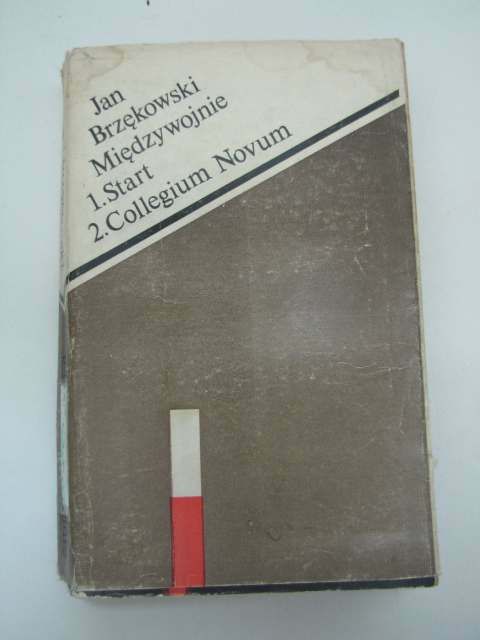 Jan
Brzękowski
Międzywojnie
1.Start
2.Collegium Novum